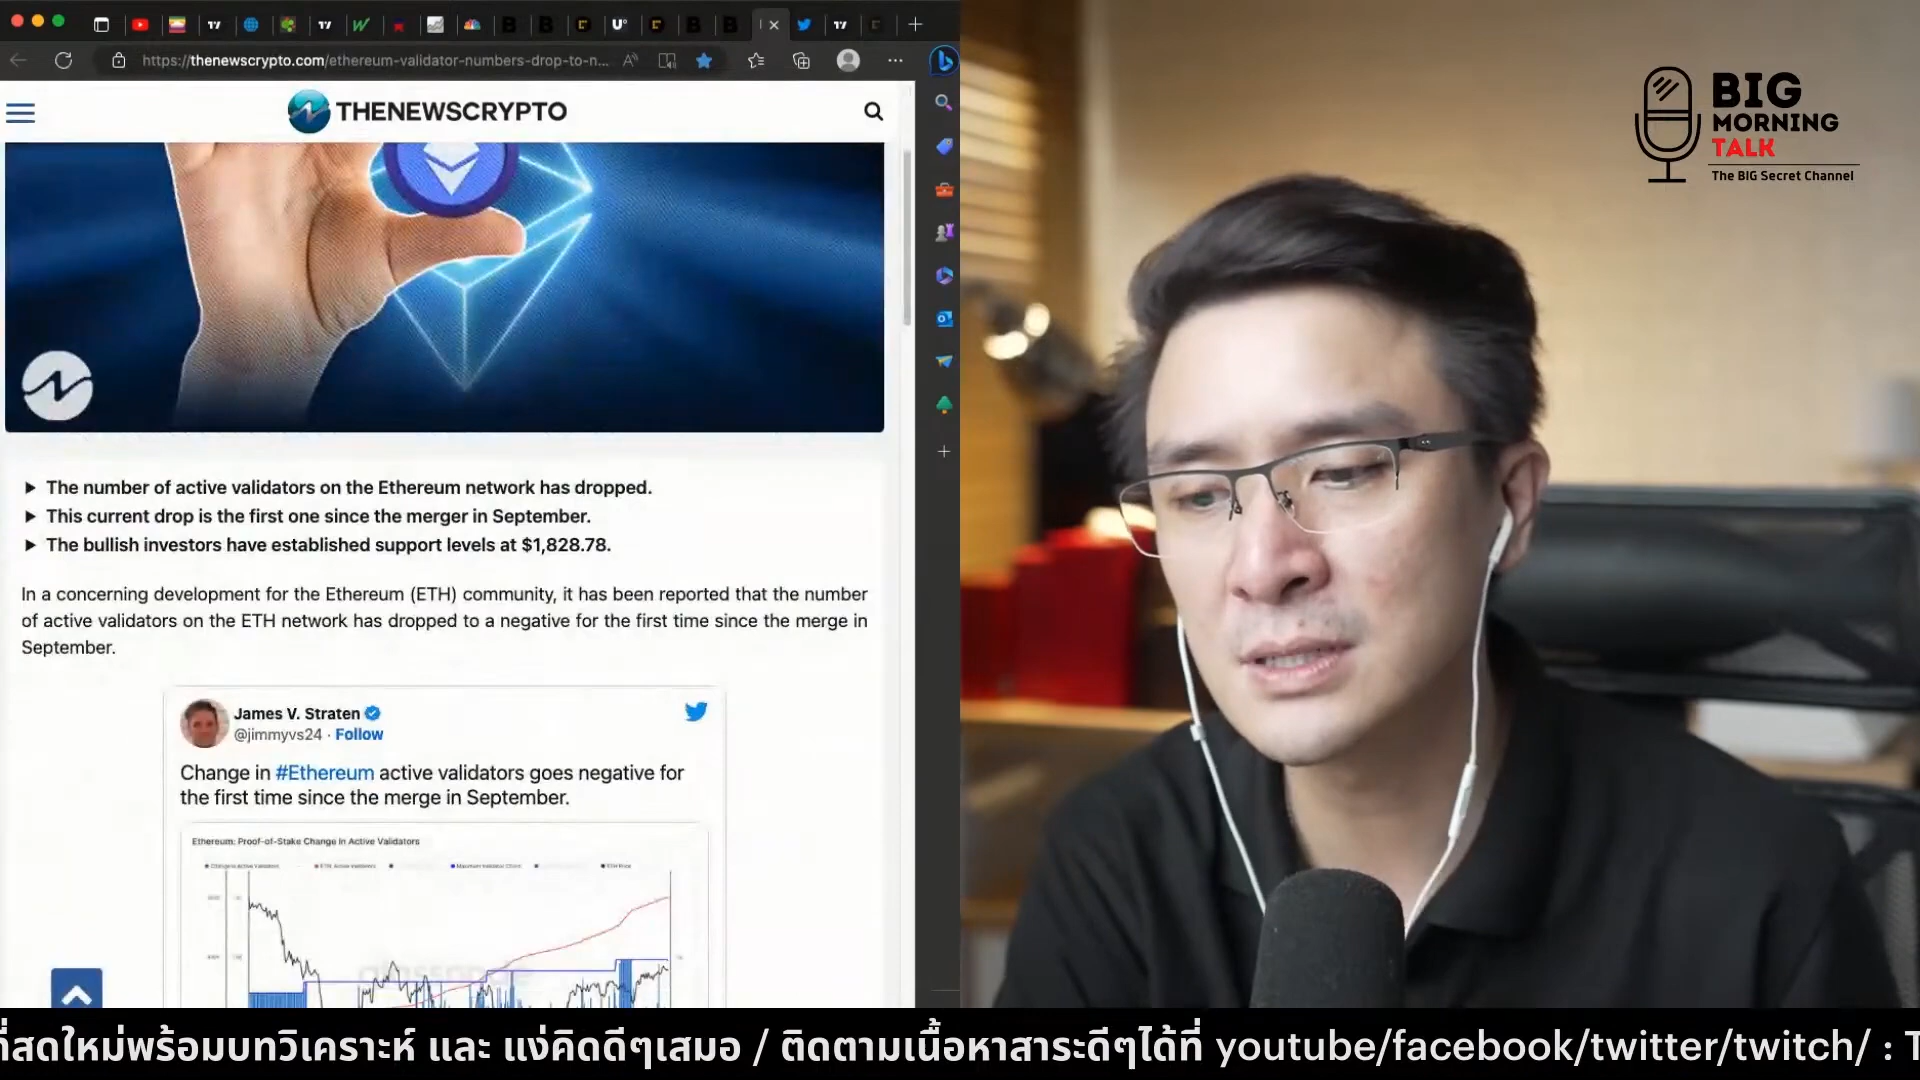 https://thenewscrypto.com/ethereum-validator-numbers-drop-to-n...
THENEWSCRYPTO
The number of active validators on the Ethereum network has dropped.
This current drop is the first one since the merger in September.
The bullish investors have established support levels at $1,828.78.
In a concerning development for the Ethereum (ETH) community, it has been reported that the number
of active validators on the ETH network has dropped to a negative for the first time since the merge in
September.
James V. Straten
@jimmyvs24 · Follow
Change in #Ethereum active validators goes negative for
the first time since the merge in September.
Ethereum: Proof-of-Stake Change In Active Validators
BIG
MORNING
TALK
The BIG Secret Channel
ที่สดใหม่พร้อมบทวิเคราะห์ และ แง่คิดดีๆเสมอ / ติดตามเนื้อหาสาระดีๆได้ที่ youtube/facebook/twitter/twitch/ : T